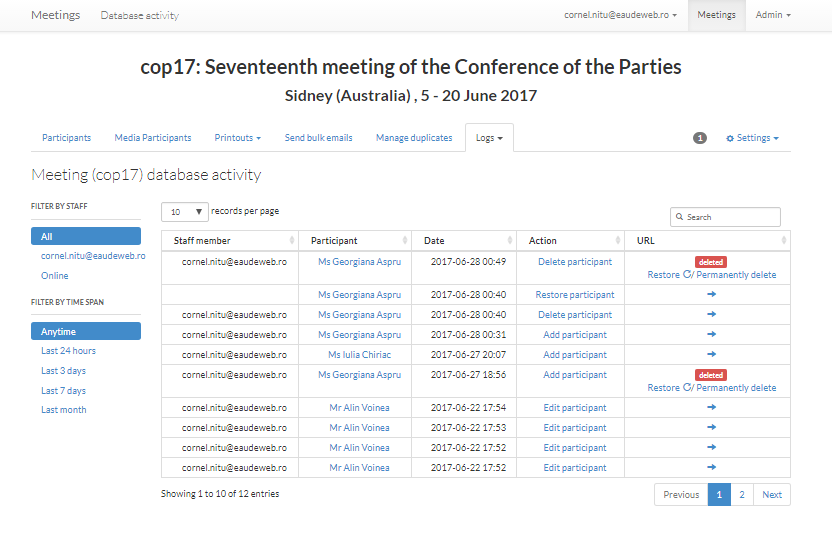 Meetings Database activity cornel.nitu@eaudeweb.ro Meetings Admin
cop17: Seventeenth meeting of the Conference of the Parties
Sidney (Australia) , 5 - 20 June 2017
Participants Media Participants Printouts Send bulk emails Manage duplicates Logs 1 Settings
Meeting (cop17) database activity
FILTER BY STAFF
All
cornel.nitu@eaudeweb.ro
Online
FILTER BY TIME SPAN
Anytime
Last 24 hours
Last 3 days
Last 7 days
Last month
10 records per page
Search
Staff member Participant Date Action URL
cornel.nitu@eaudeweb.ro Ms Georgiana Aspru 2017-06-28 00:49 Delete participant deleted
Restore / Permanently delete
Ms Georgiana Aspru 2017-06-28 00:40 Restore participant
cornel.nitu@eaudeweb.ro Ms Georgiana Aspru 2017-06-28 00:40 Delete participant
cornel.nitu@eaudeweb.ro Ms Georgiana Aspru 2017-06-28 00:31 Add participant
cornel.nitu@eaudeweb.ro Ms Iulia Chiriac 2017-06-27 20:07 Add participant
cornel.nitu@eaudeweb.ro Ms Georgiana Aspru 2017-06-27 18:56 Add participant deleted
Restore / Permanently delete
cornel.nitu@eaudeweb.ro Mr Alin Voinea 2017-06-22 17:54 Edit participant
cornel.nitu@eaudeweb.ro Mr Alin Voinea 2017-06-22 17:53 Edit participant
cornel.nitu@eaudeweb.ro Mr Alin Voinea 2017-06-22 17:52 Edit participant
cornel.nitu@eaudeweb.ro Mr Alin Voinea 2017-06-22 17:52 Edit participant
Showing 1 to 10 of 12 entries
Previous 1 2 Next